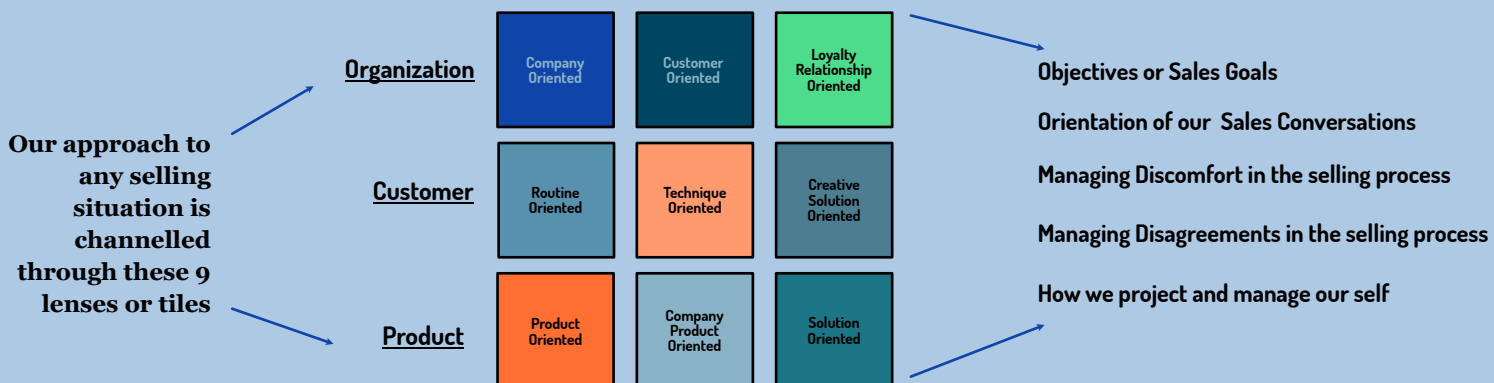 Our approach to
any selling
situation is
channelled
through these 9
lenses or tiles
Organization
Company
Oriented
Customer
Oriented
Loyalty
Relationship
Oriented
Customer
Routine
Oriented
Technique
Oriented
Creative
Solution
Oriented
Product
Product
Oriented
Company
Product
Oriented
Solution
Oriented
Objectives or Sales Goals
Orientation of our Sales Conversations
Managing Discomfort in the selling process
Managing Disagreements in the selling process
How we project and manage our self